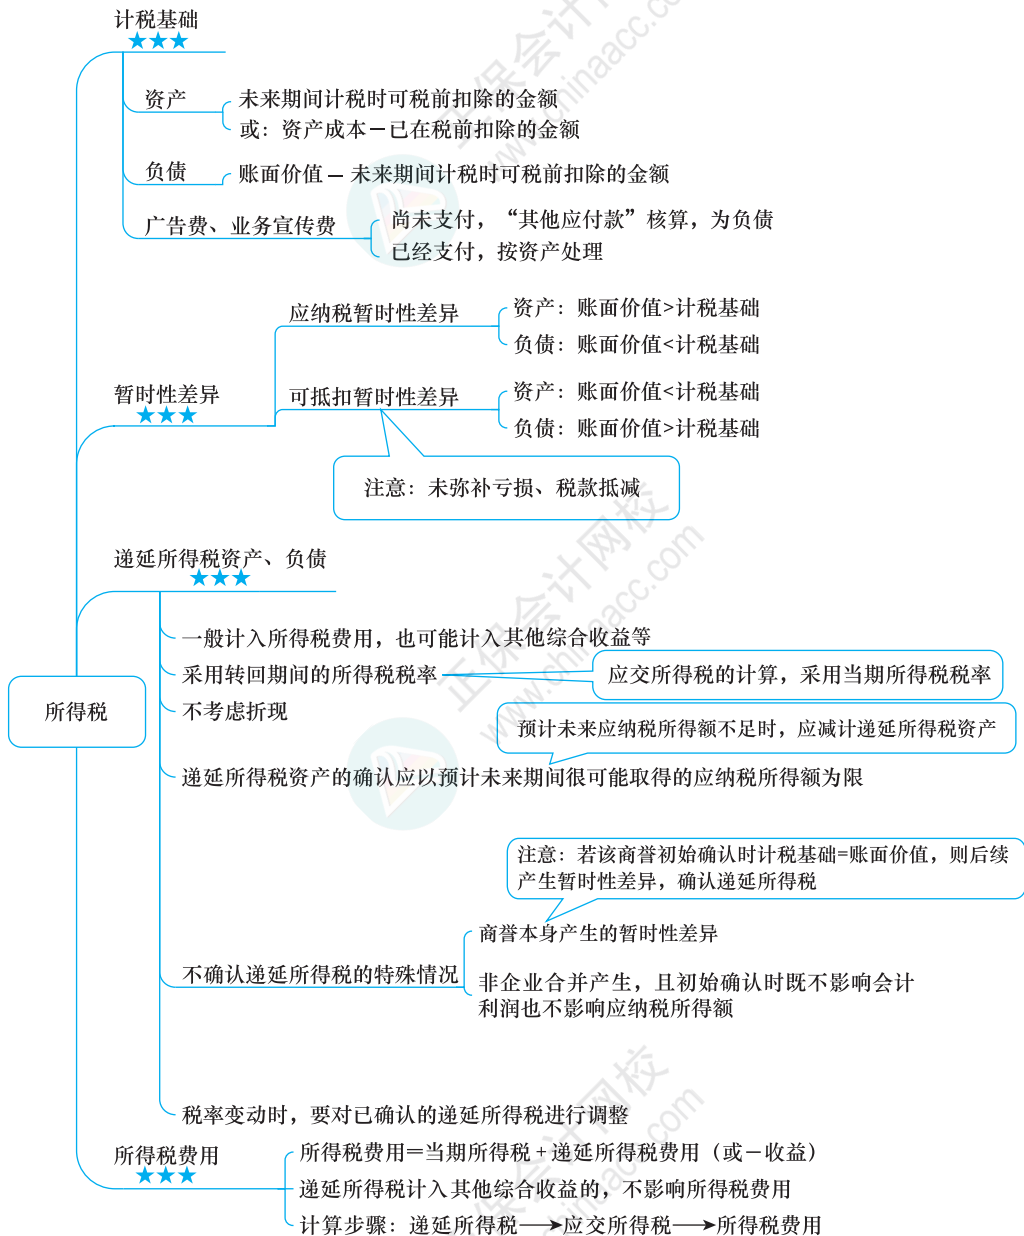 计税基础
★★★
资产
未来期间计税时可税前扣除的金额
或：资产成本－已在税前扣除的金额
负债
账面价值－未来期间计税时可税前扣除的金额
广告费、业务宣传费
尚未支付，“其他应付款”核算，为负债
已经支付，按资产处理
应纳税暂时性差异
资产：账面价值>计税基础
负债：账面价值<计税基础
暂时性差异
★★★
可抵扣暂时性差异
资产：账面价值<计税基础
负债：账面价值>计税基础
注意：未弥补亏损、税款抵减
递延所得税资产、负债
★★★
一般计入所得税费用，也可能计入其他综合收益等
采用转回期间的所得税税率
应交所得税的计算，采用当期所得税税率
所得税
不考虑折现
预计未来应纳税所得额不足时，应减计递延所得税资产
递延所得税资产的确认应以预计未来期间很可能取得的应纳税所得额为限
注意：若该商誉初始确认时计税基础=账面价值，则后续
产生暂时性差异，确认递延所得税
商誉本身产生的暂时性差异
不确认递延所得税的特殊情况
非企业合并产生，且初始确认时既不影响会计
利润也不影响应纳税所得额
税率变动时，要对已确认的递延所得税进行调整
所得税费用
★★★
所得税费用＝当期所得税+递延所得税费用（或－收益）
递延所得税计入其他综合收益的，不影响所得税费用
计算步骤：递延所得税→应交所得税→所得税费用
正保会计网校
www.chinaacc.com
正保会计网校
www.chinaacc.com